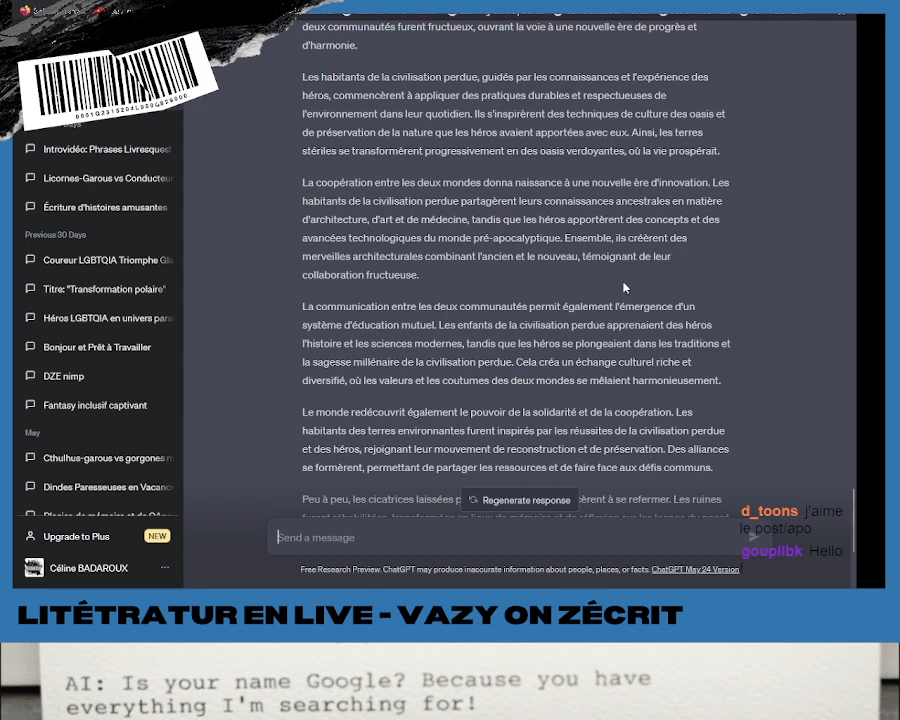 deux communautés furent fructueux, ouvrant la voie à une nouvelle ère de progrès et
d'harmonie.
Les habitants de la civilisation perdue, guidés par les connaissances et l'expérience des
héros, commencèrent à appliquer des pratiques durables et respectueuses de
l'environnement dans leur quotidien. Ils s'inspirèrent des techniques de culture des oasis et
de préservation de la nature que les héros avaient apportées avec eux. Ainsi, les terres
stériles se transformèrent progressivement en des oasis verdoyantes, où la vie prospérait.
La coopération entre les deux mondes donna naissance à une nouvelle ère d'innovation. Les
habitants de la civilisation perdue partagèrent leurs connaissances ancestrales en matière
d'architecture, d'art et de médecine, tandis que les héros apportèrent des concepts et des
avancées technologiques du monde pré-apocalyptique. Ensemble, ils créèrent des
merveilles architecturales combinant l'ancien et le nouveau, témoignant de leur
collaboration fructueuse.
La communication entre les deux communautés permit également l'émergence d'un
système d'éducation mutuel. Les enfants de la civilisation perdue apprenaient des héros
l'histoire et les sciences modernes, tandis que les héros se plongeaient dans les traditions et
la sagesse millénaire de la civilisation perdue. Cela créa un échange culturel riche et
diversifié, où les valeurs et les coutumes des deux mondes se mêlaient harmonieusement.
Le monde redécouvrit également le pouvoir de la solidarité et de la coopération. Les
habitants des terres environnantes furent inspirés par les réussites de la civilisation perdue
et des héros, rejoignant leur mouvement de reconstruction et de préservation. Des alliances
se formèrent, permettant de partager les ressources et de faire face aux défis communs.
Peu à peu, les cicatrices laissées
à se refermer. Les ruines
Regenerate response
Send a message
Free Research Preview. ChatGPT may produce inaccurate information about people, places, or facts. ChatGPT May 24 Version
Introvidéo: Phrases Livresques!
Licornes-Garous vs Conducteur
Écriture d'histoires amusantes
Previous 30 Days
Coureur LGBTQIA Triomphe
Titre: "Transformation polaire"
Héros LGBTQIA en univers para
Bonjour et Prêt à Travailler
DZE nimp
Fantasy inclusif captivant
May
Cthulhus-garous vs gorgones
Dindes Paresseuses en Vacanc
Upgrade to Plus NEW
Céline BADAROUX
d_toons j'aime
le post/apo
goupilbk Hello
!
LITÉTRATUR EN LIVE - VAZY ON ZÉCRIT
AI: Is your name Google? Because you have
everything I'm searching for!